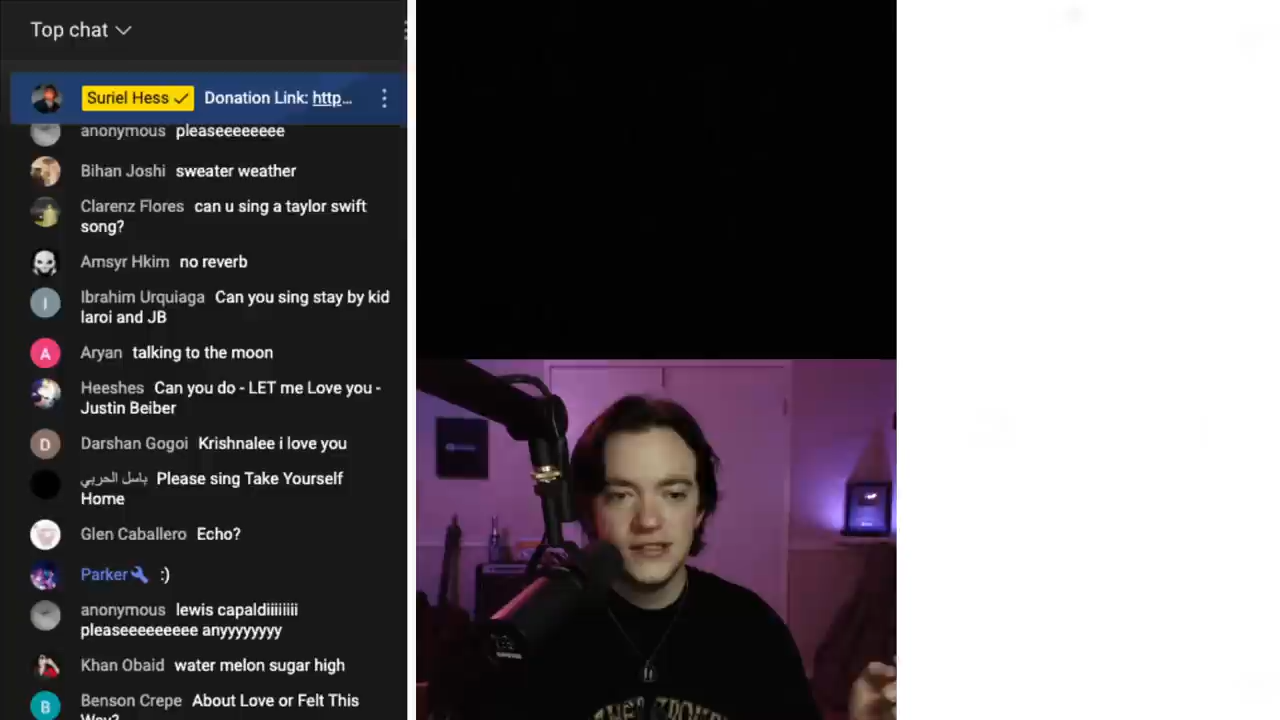 Top chat
Suriel Hess Donation Link: http...
anonymous pleaseeeeeeee
Bihan Joshi sweater weather
Clarenz Flores can u sing a taylor swift
song?
Amsyr Hkim no reverb
Ibrahim Urquiaga Can you sing stay by kid
laroi and JB
A
Aryan talking to the moon
Heeshes Can you do - LET me Love you -
Justin Beiber
D
Darshan Gogoi Krishnalee i love you
باسل الحربي Please sing Take Yourself
Home
Glen Caballero Echo?
Parker :)
anonymous lewis capaldiiiiiiiii
pleaseeeeeeeee anyyyyyyyy
Khan Obaid water melon sugar high
B
Benson Crepe About Love or Felt This
Way?